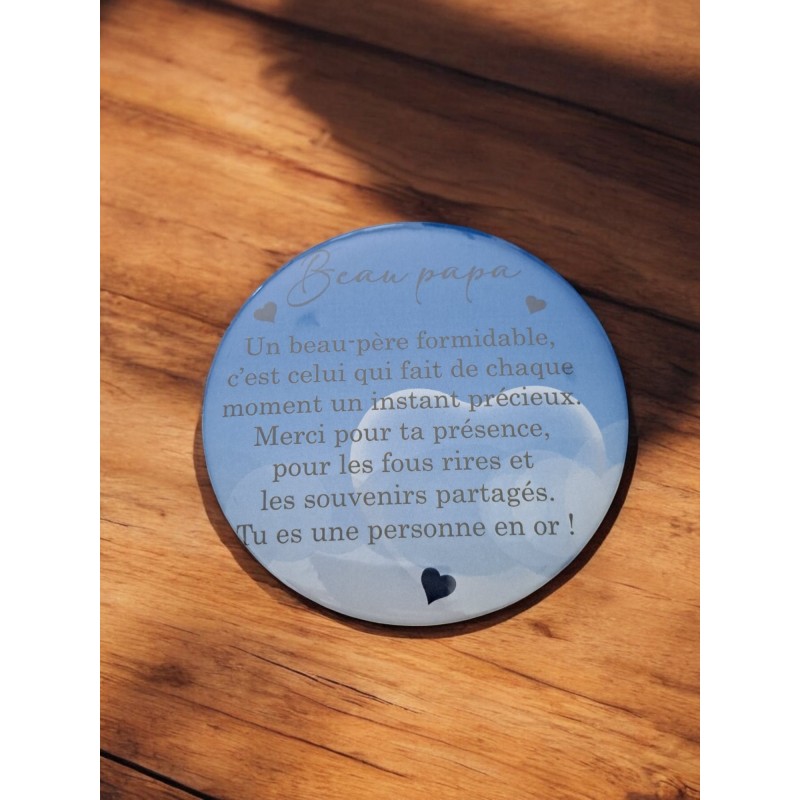 Beau papa
Un beau-père formidable,
c’est celui qui fait de chaque
moment un instant précieux.
Merci pour ta présence,
pour les fous rires et
les souvenirs partagés.
Tu es une personne en or !